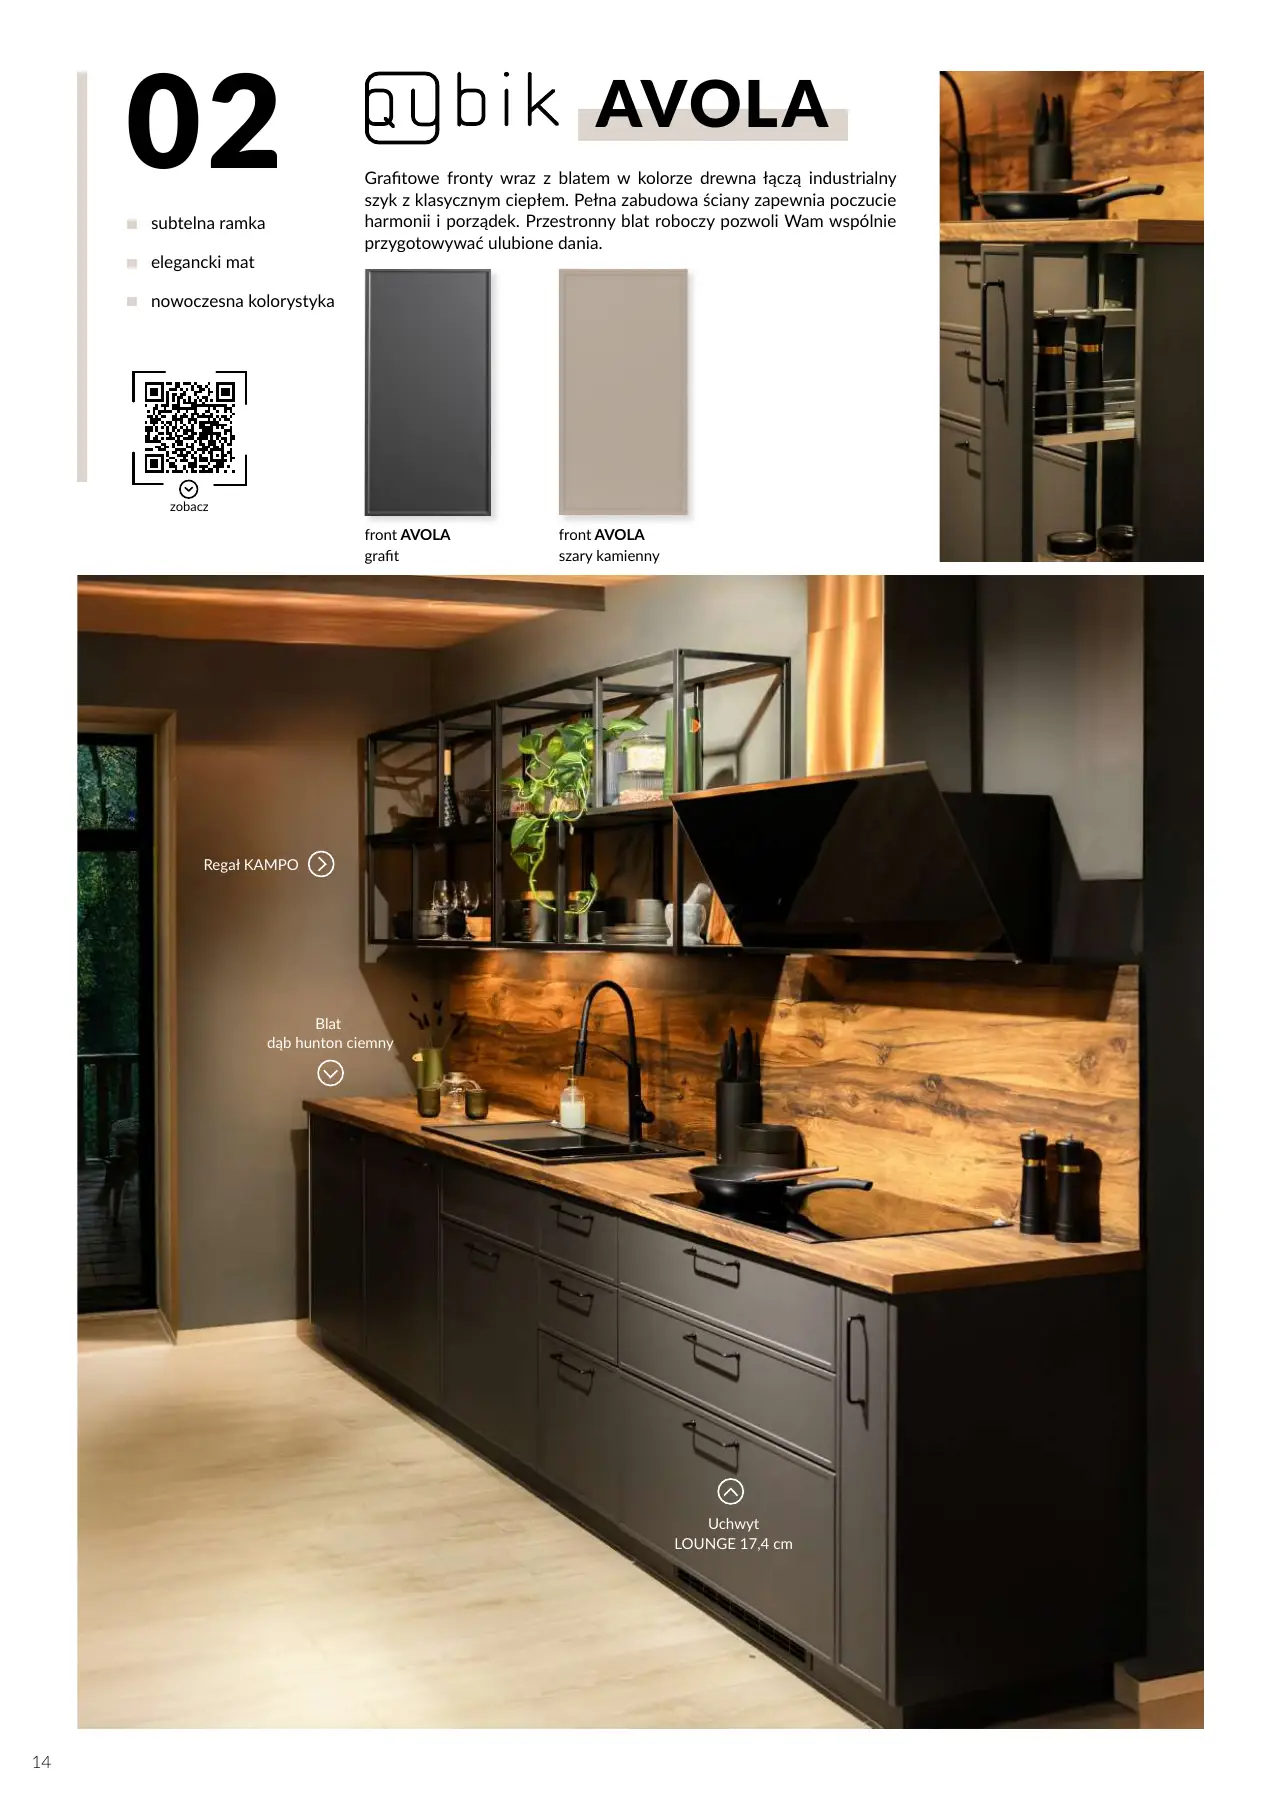 02
Qubik AVOLA
subtelna ramka
elegancki mat
nowoczesna kolorystyka
zobacz
Grafitowe fronty wraz z blatem w kolorze drewna łączą industrialny
szyk z klasycznym ciepłem. Pełna zabudowa ściany zapewnia poczucie
harmonii i porządek. Przestronny blat roboczy pozwoli Wam wspólnie
przygotowywać ulubione dania.
front AVOLA
grafit
front AVOLA
szary kamienny
Regał KAMPO
Blat
dąb hunton ciemny
Uchwyt
LOUNGE 17,4 cm
14